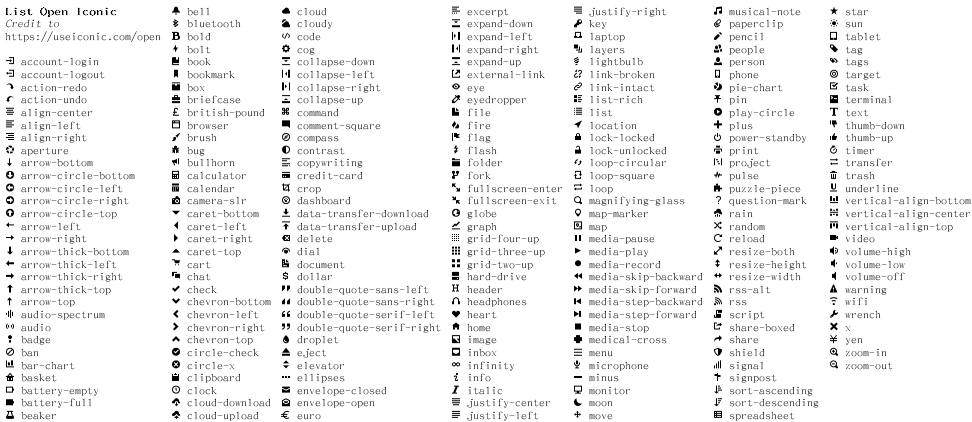 List Open Iconic
Credit to
https://useiconic.com/open
account-login
account-logout
action-redo
action-undo
align-center
align-left
align-right
aperture
arrow-bottom
arrow-circle-bottom
arrow-circle-left
arrow-circle-right
arrow-circle-top
arrow-left
arrow-right
arrow-thick-bottom
arrow-thick-left
arrow-thick-right
arrow-thick-top
arrow-top
audio-spectrum
audio
badge
ban
bar-chart
basket
battery-empty
battery-full
beaker
bell
bluetooth
bold
bolt
book
bookmark
box
briefcase
british-pound
browser
brush
bug
bullhorn
calculator
calendar
camera-slr
caret-bottom
caret-left
caret-right
caret-top
cart
chat
check
chevron-bottom
chevron-left
chevron-right
chevron-top
circle-check
circle-x
clipboard
clock
cloud-download
cloud-upload
cloud
cloudy
code
cog
collapse-down
collapse-left
collapse-right
collapse-up
command
comment-square
compass
contrast
copywriting
credit-card
crop
dashboard
data-transfer-download
data-transfer-upload
delete
dial
document
dollar
double-quote-sans-left
double-quote-sans-right
double-quote-serif-left
double-quote-serif-right
droplet
eject
elevator
ellipses
envelope-closed
envelope-open
euro
excerpt
expand-down
expand-left
expand-right
expand-up
external-link
eye
eyedropper
file
fire
flag
flash
folder
fork
fullscreen-enter
fullscreen-exit
globe
graph
grid-four-up
grid-three-up
grid-two-up
hard-drive
header
headphones
heart
home
image
inbox
infinity
info
italic
justify-center
justify-left
justify-right
key
laptop
layers
lightbulb
link-broken
link-intact
list-rich
list
location
lock-locked
lock-unlocked
loop-circular
loop-square
loop
magnifying-glass
map-marker
map
media-pause
media-play
media-record
media-skip-backward
media-skip-forward
media-step-backward
media-step-forward
media-stop
medical-cross
menu
microphone
minus
monitor
moon
move
musical-note
paperclip
pencil
people
person
phone
pie-chart
pin
play-circle
plus
power-standby
print
project
pulse
puzzle-piece
question-mark
rain
random
reload
resize-both
resize-height
resize-width
rss-alt
rss
script
share-boxed
share
shield
signal
signpost
sort-ascending
sort-descending
spreadsheet
star
sun
tablet
tag
tags
target
task
terminal
text
thumb-down
thumb-up
timer
transfer
trash
underline
vertical-align-bottom
vertical-align-center
vertical-align-top
video
volume-high
volume-low
volume-off
warning
wifi
wrench
x
yen
zoom-in
zoom-out